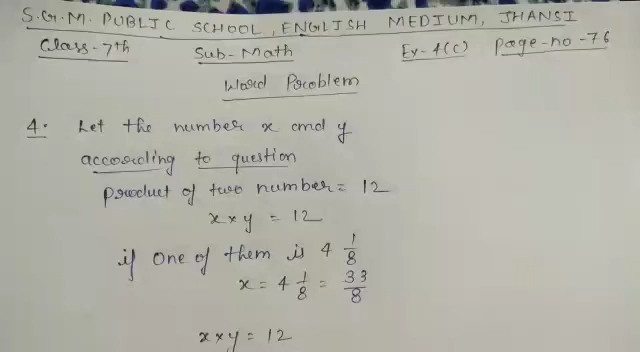 S.G.M. PUBLIC SCHOOL, ENGLISH MEDIUM, JHANSI
Class-7th Sub-Math Ex-4(C) Page-no-76
Word Problem
4. Let the number x and y
according to question
Product of two number = 12
x × y = 12
if one of them is 4 1/8
x = 4 1/8 = 33/8
x × y = 12